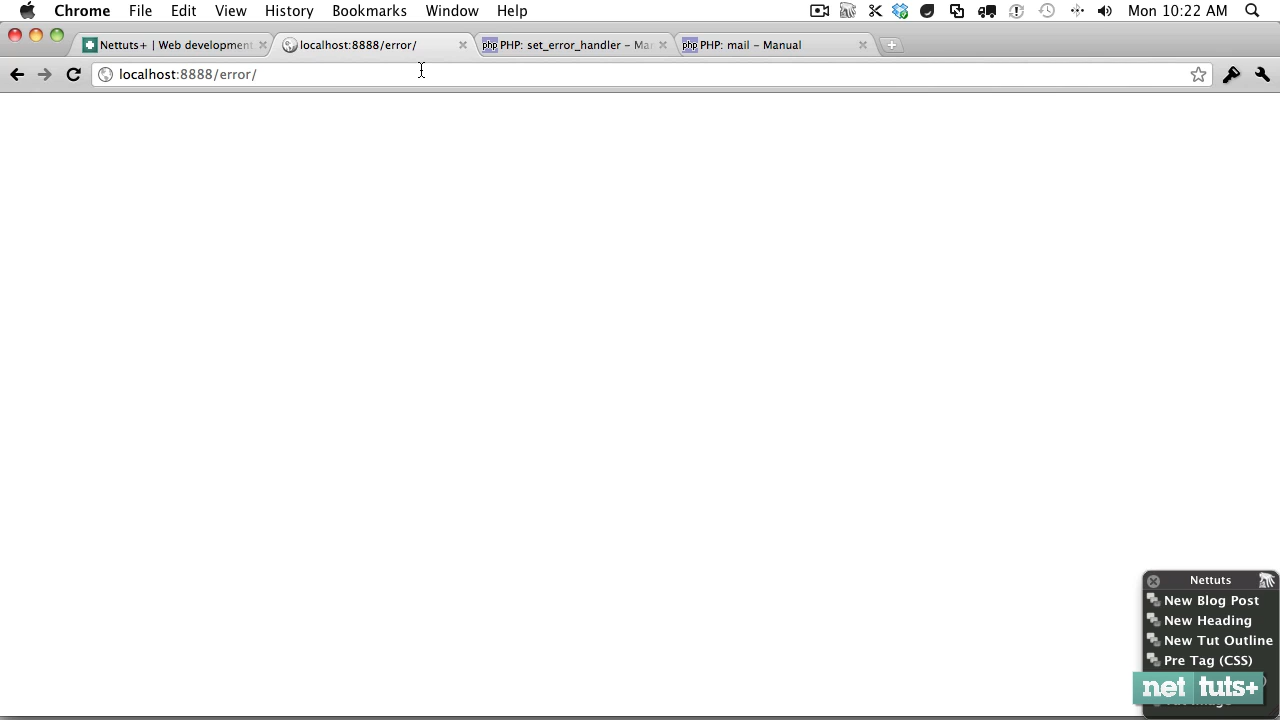 Chrome File Edit View History Bookmarks Window Help Mon 10:22 AM
Nettuts+ | Web Development localhost:8888/error/ php PHP: set_error_handler – Ma php PHP: mail – Manual
localhost:8888/error/
Nettuts
New Blog Post
New Heading
New Tut Outline
Pre Tag (CSS)
net tuts+